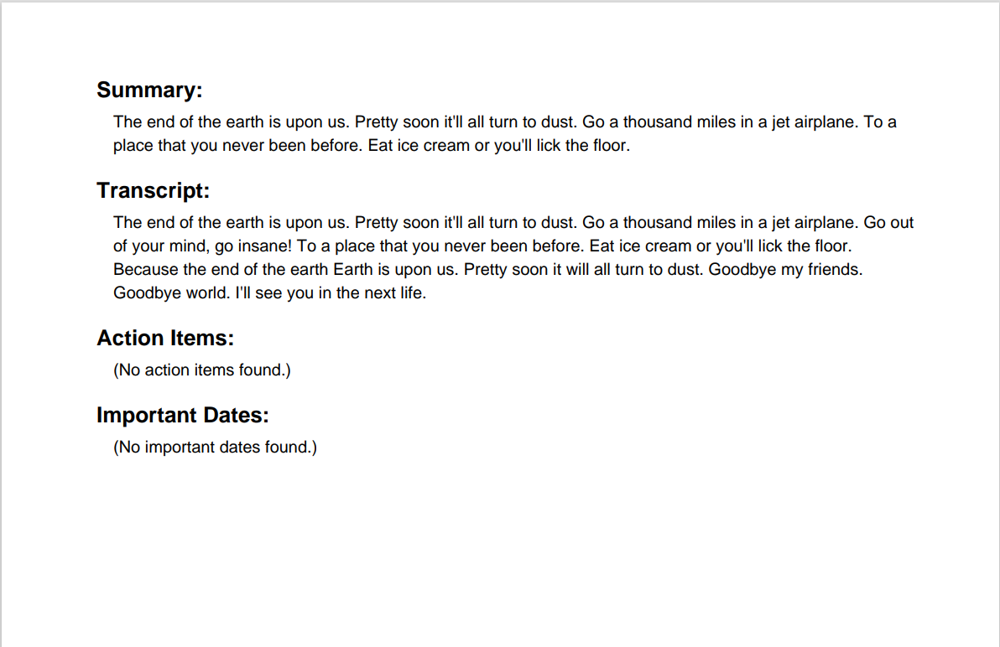 Summary:
The end of the earth is upon us. Pretty soon it'll all turn to dust. Go a thousand miles in a jet airplane. To a
place that you never been before. Eat ice cream or you'll lick the floor.
Transcript:
The end of the earth is upon us. Pretty soon it'll all turn to dust. Go a thousand miles in a jet airplane. Go out
of your mind, go insane! To a place that you never been before. Eat ice cream or you'll lick the floor.
Because the end of the earth Earth is upon us. Pretty soon it will all turn to dust. Goodbye my friends.
Goodbye world. I'll see you in the next life.
Action Items:
(No action items found.)
Important Dates:
(No important dates found.)